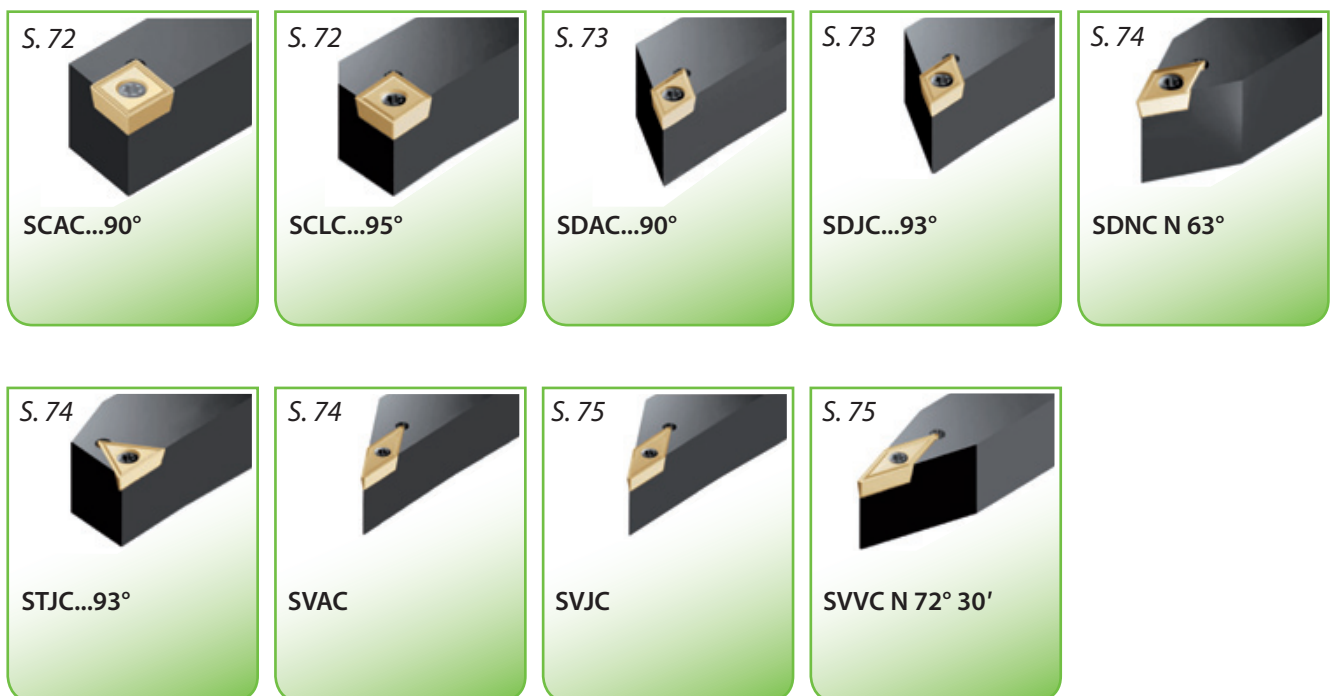 S. 72
SCAC...90°
S. 72
SCLC...95°
S. 73
SDAC...90°
S. 73
SDJC...93°
S. 74
SDNC N 63°
S. 74
STJC...93°
S. 74
SVAC
S. 75
SVJC
S. 75
SVVC N 72° 30′